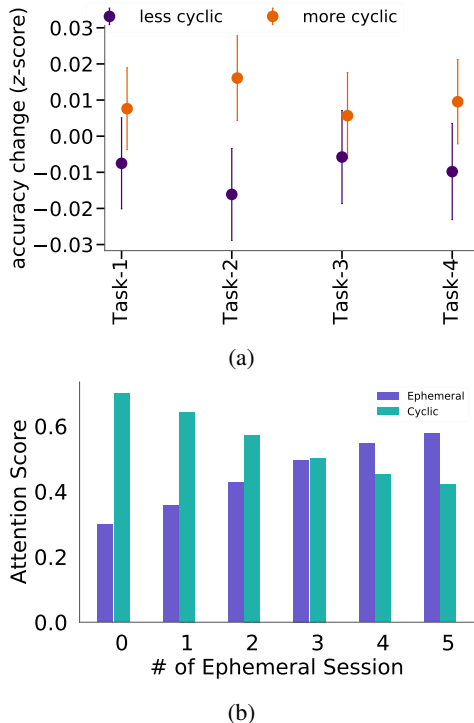 less cyclic more cyclic
accuracy change (z-score)
0.03
0.02
0.01
0.00
−0.01
−0.02
−0.03
Task-1 Task-2 Task-3 Task-4
(a)
Ephemeral
Cyclic
Attention Score
0.6
0.4
0.2
0.0
0 1 2 3 4 5
# of Ephemeral Session
(b)